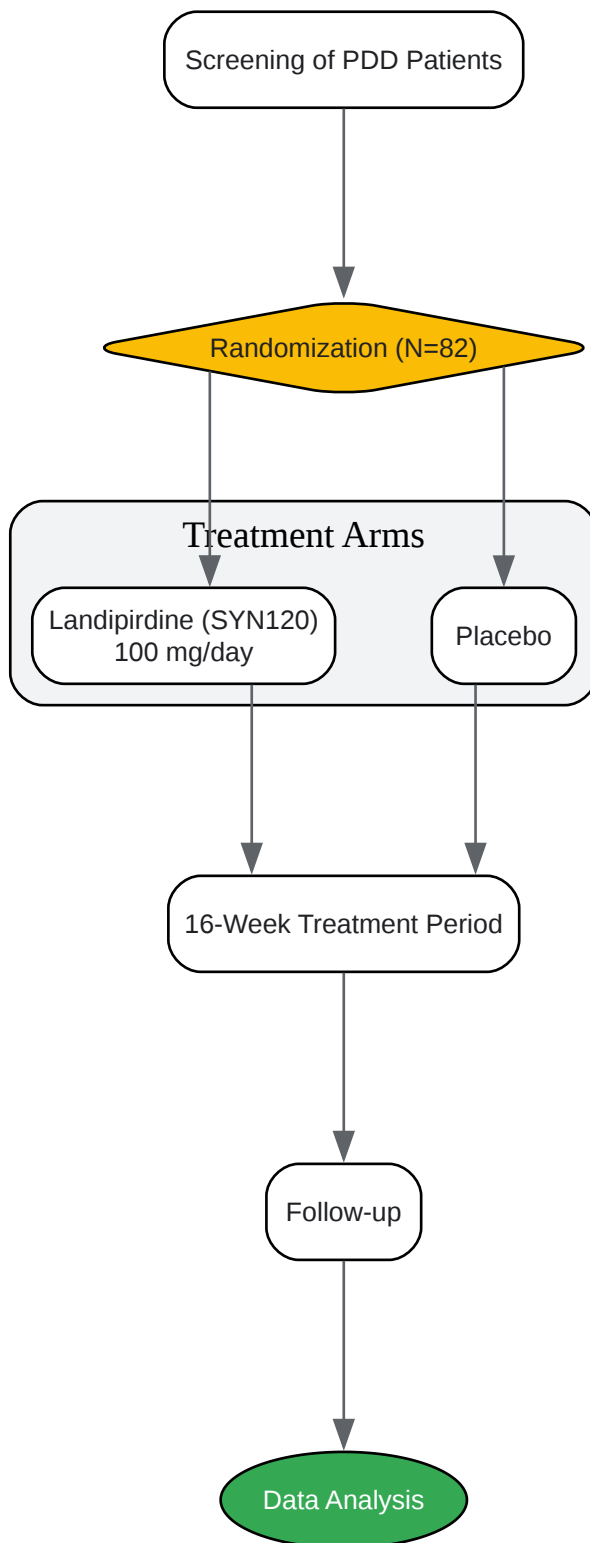 Screening of PDD Patients
Randomization (N=82)
Treatment Arms
Landipirdine (SYN120)
100 mg/day
Placebo
16-Week Treatment Period
Follow-up
Data Analysis